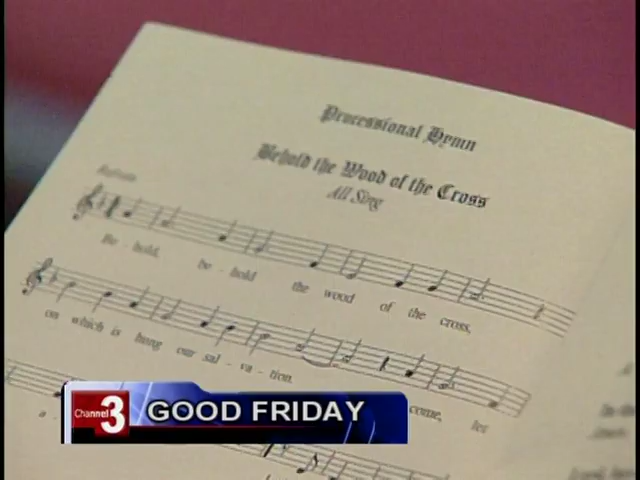 Processional Hymn
Behold the Wood of the Cross
All Sing
Refrain
Be - hold, be - hold the wood of the cross,
on which is hung our sal - va - tion. come, let
a -
Channel 3 GOOD FRIDAY